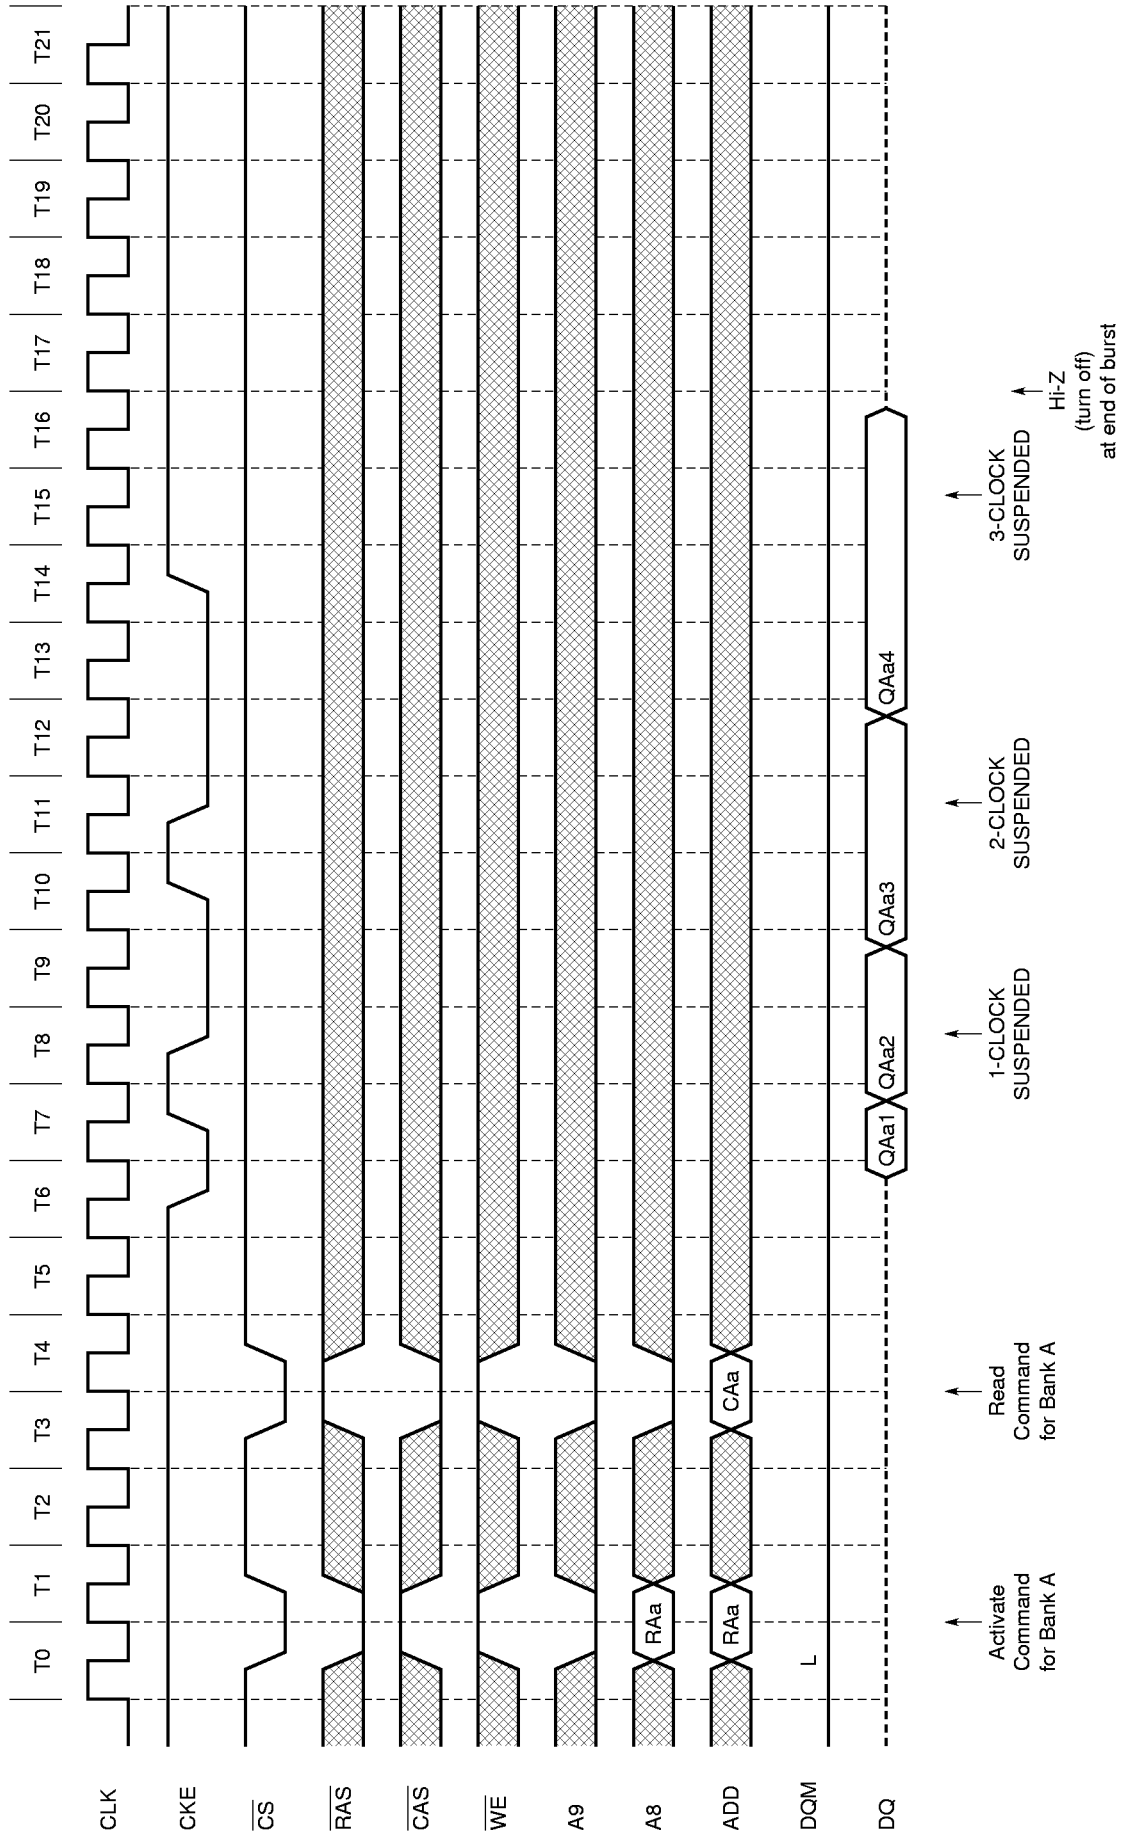 T0 T1 T2 T3 T4 T5 T6 T7 T8 T9 T10 T11 T12 T13 T14 T15 T16 T17 T18 T19 T20 T21
CLK
CKE
CS
RAS
CAS
WE
A9
A8 RAa
ADD RAa CAa
DQM L
DQ QAa1 QAa2 QAa3 QAa4
Activate
Command
for Bank A
Read
Command
for Bank A
1-CLOCK
SUSPENDED
2-CLOCK
SUSPENDED
3-CLOCK
SUSPENDED
Hi-Z
(turn off)
at end of burst